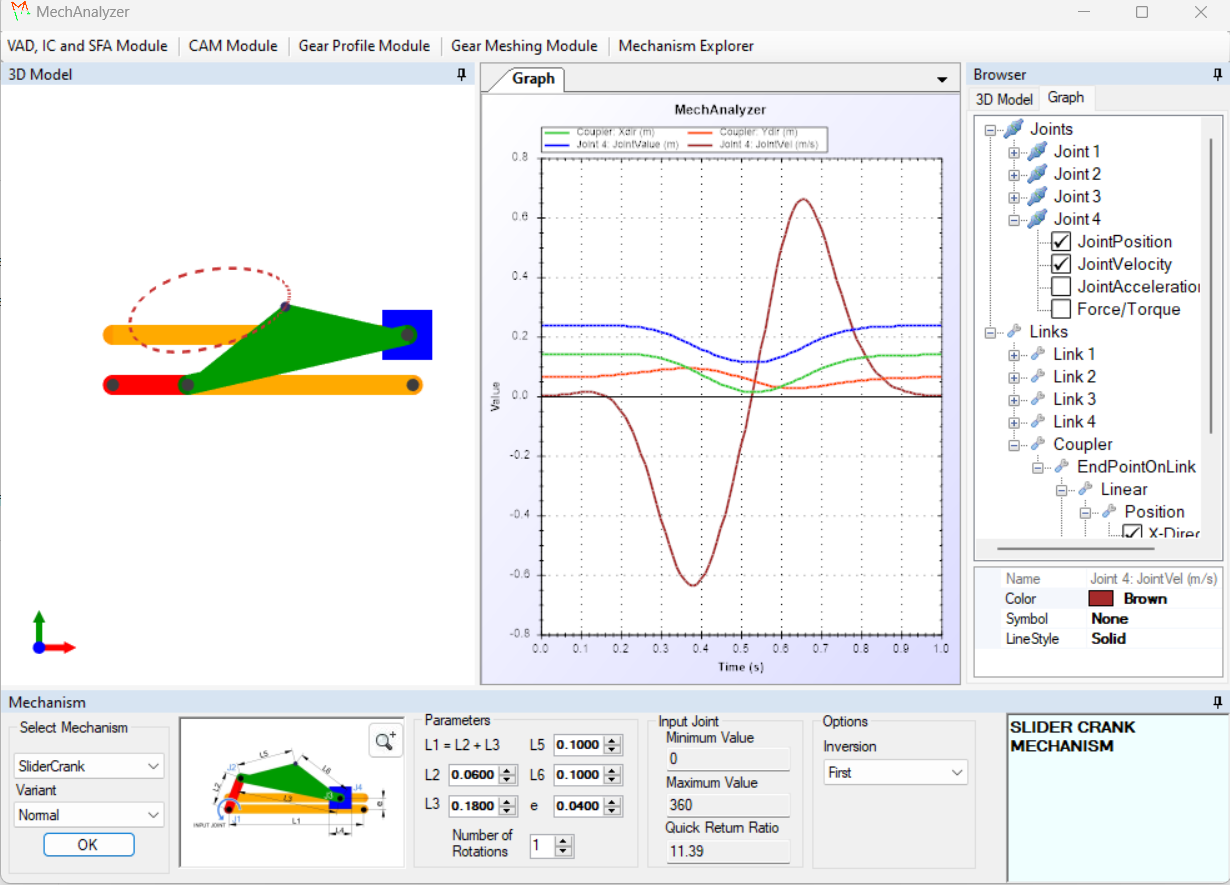 MechAnalyzer
VAD, IC and SFA Module CAM Module Gear Profile Module Gear Meshing Module Mechanism Explorer
3D Model
Graph
MechAnalyzer
Coupler: Xdir (m) Coupler: Ydir (m)
Joint 4: JointValue (m) Joint 4: JointVel (m/s)
0.8
0.6
0.4
0.2
0.0
-0.2
-0.4
-0.6
-0.8
Value
0.0 0.1 0.2 0.3 0.4 0.5 0.6 0.7 0.8 0.9 1.0
Time (s)
Browser
3D Model Graph
Joints
Joint 1
Joint 2
Joint 3
Joint 4
JointPosition
JointVelocity
JointAcceleratio
Force/Torque
Links
Link 1
Link 2
Link 3
Link 4
Coupler
EndPointOnLink
Linear
Position
X-Direc
Name Joint 4: JointVel (m/s)
Color Brown
Symbol None
LineStyle Solid
Mechanism
Select Mechanism
SliderCrank
Variant
Normal
OK
L5
L6
J2
L2
L3
J3
J4
e
J1
INPUT JOINT
L1
L4
Parameters
L1 = L2 + L3 L5 0.1000
L2 0.0600 L6 0.1000
L3 0.1800 e 0.0400
Number of
Rotations 1
Input Joint
Minimum Value
0
Maximum Value
360
Quick Return Ratio
11.39
Options
Inversion
First
SLIDER CRANK
MECHANISM